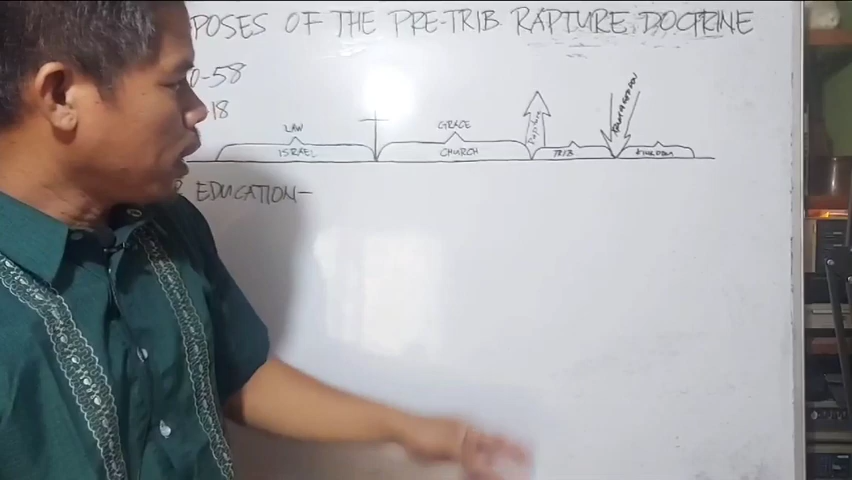 POSES OF THE PRE-TRIB RAPTURE DOCTRINE
0-58
18
LAW
GRACE
ISRAEL
CHURCH
TRIB
EDUCATION-